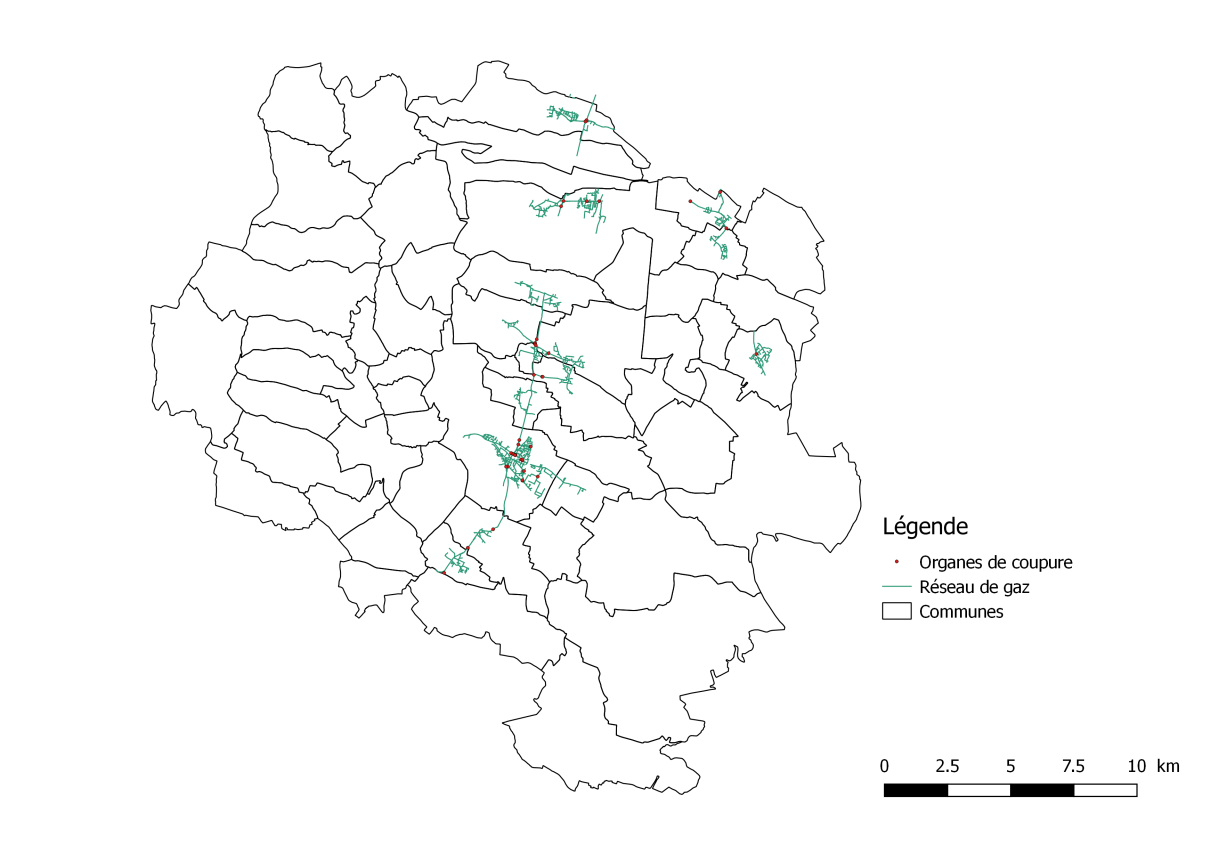 Légende
Organes de coupure
Réseau de gaz
Communes
0 2.5 5 7.5 10 km